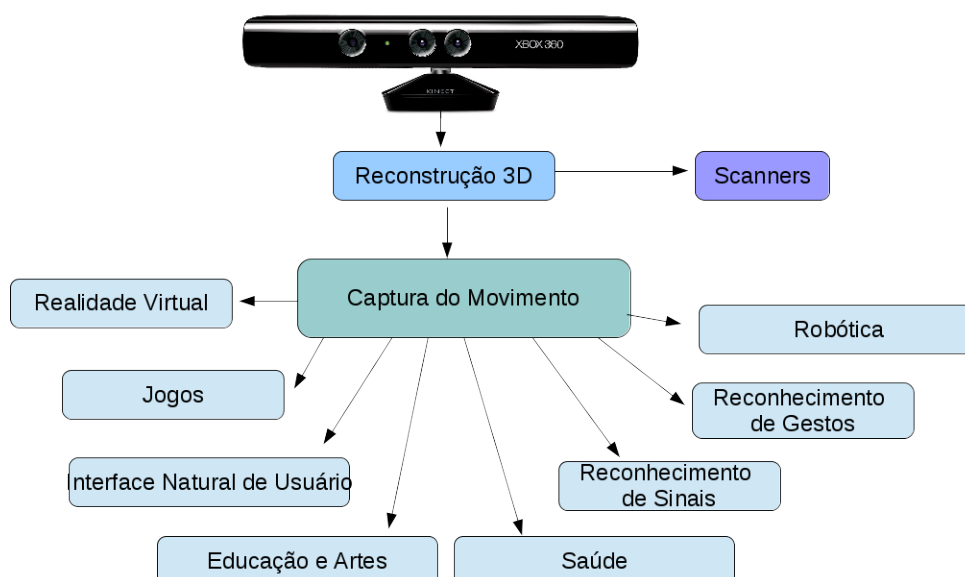 XBOX 360
KINECT
Reconstrução 3D
Scanners
Captura do Movimento
Realidade Virtual
Robótica
Jogos
Reconhecimento
de Gestos
Interface Natural de Usuário
Reconhecimento
de Sinais
Educação e Artes
Saúde